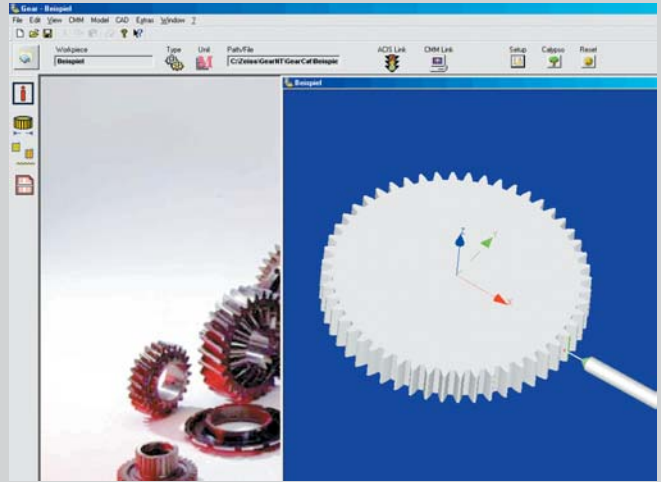 Gear - Beispiel
File Edit View CMM Model CAD Extras Window ?
Workpiece Type Unit Path/File ACIS Link CMM Link Setup Calypso Reset
Beispiel C:\Zeiss\GearNT\GearCat\Beispie
Beispiel
Z Y X